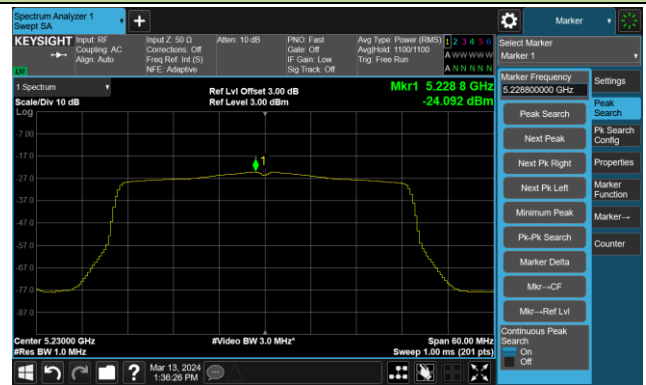 Spectrum Analyzer 1
Swept SA
Marker
KEYSIGHT
Input: RF
Coupling: AC
Align: Auto
Input Z: 50 Ω
Corrections: Off
Freq Ref: Int (S)
NFE: Adaptive
Atten: 10 dB
PNO: Fast
Gate: Off
IF Gain: Low
Sig Track: Off
Avg Type: Power (RMS)
Avg|Hold: 1100/1100
Trig: Free Run
1 2 3 4 5 6
A W W W W W
A N N N N N
LXI
Select Marker
Marker 1
1 Spectrum
Scale/Div 10 dB
Ref Lvl Offset 3.00 dB
Ref Level 3.00 dBm
Mkr1 5.228 8 GHz
-24.092 dBm
Log
-7.00
-17.0
-27.0
-37.0
-47.0
-57.0
-67.0
-77.0
-87.0
1
Center 5.23000 GHz
#Res BW 1.0 MHz
#Video BW 3.0 MHz*
Span 60.00 MHz
Sweep 1.00 ms (201 pts)
Marker Frequency
5.228800000 GHz
Peak Search
Next Peak
Next Pk Right
Next Pk Left
Minimum Peak
Pk-Pk Search
Marker Delta
Mkr→CF
Mkr→Ref Lvl
Continuous Peak
Search
On
Off
Settings
Peak
Search
Pk Search
Config
Properties
Marker
Function
Marker→
Counter
?
Mar 13, 2024
1:36:26 PM